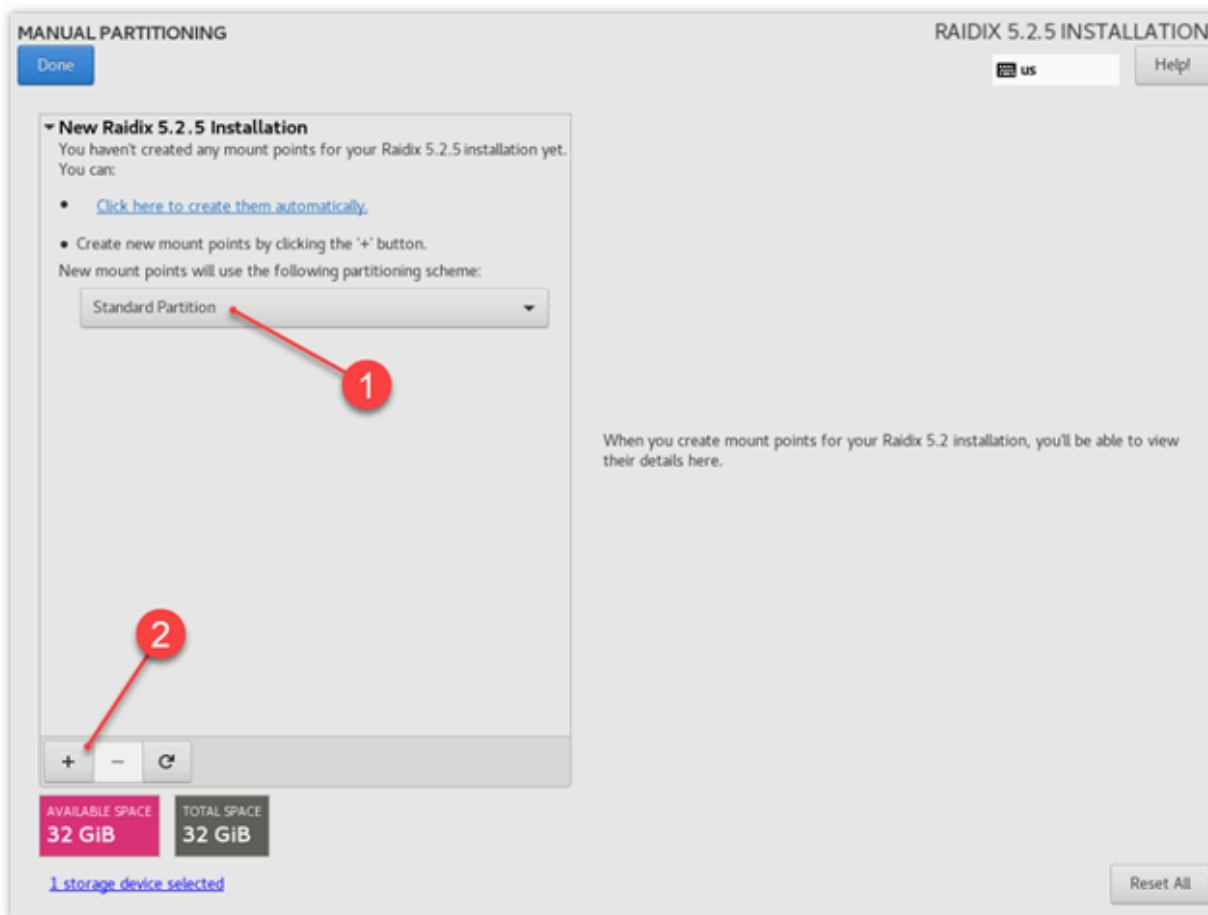 MANUAL PARTITIONING
RAIDIX 5.2.5 INSTALLATION
Done
us
Help!
New Raidix 5.2.5 Installation
You haven't created any mount points for your Raidix 5.2.5 installation yet.
You can:
Click here to create them automatically.
Create new mount points by clicking the '+' button.
New mount points will use the following partitioning scheme:
Standard Partition
1
When you create mount points for your Raidix 5.2 installation, you'll be able to view
their details here.
2
+ −
AVAILABLE SPACE
32 GiB
TOTAL SPACE
32 GiB
1 storage device selected
Reset All